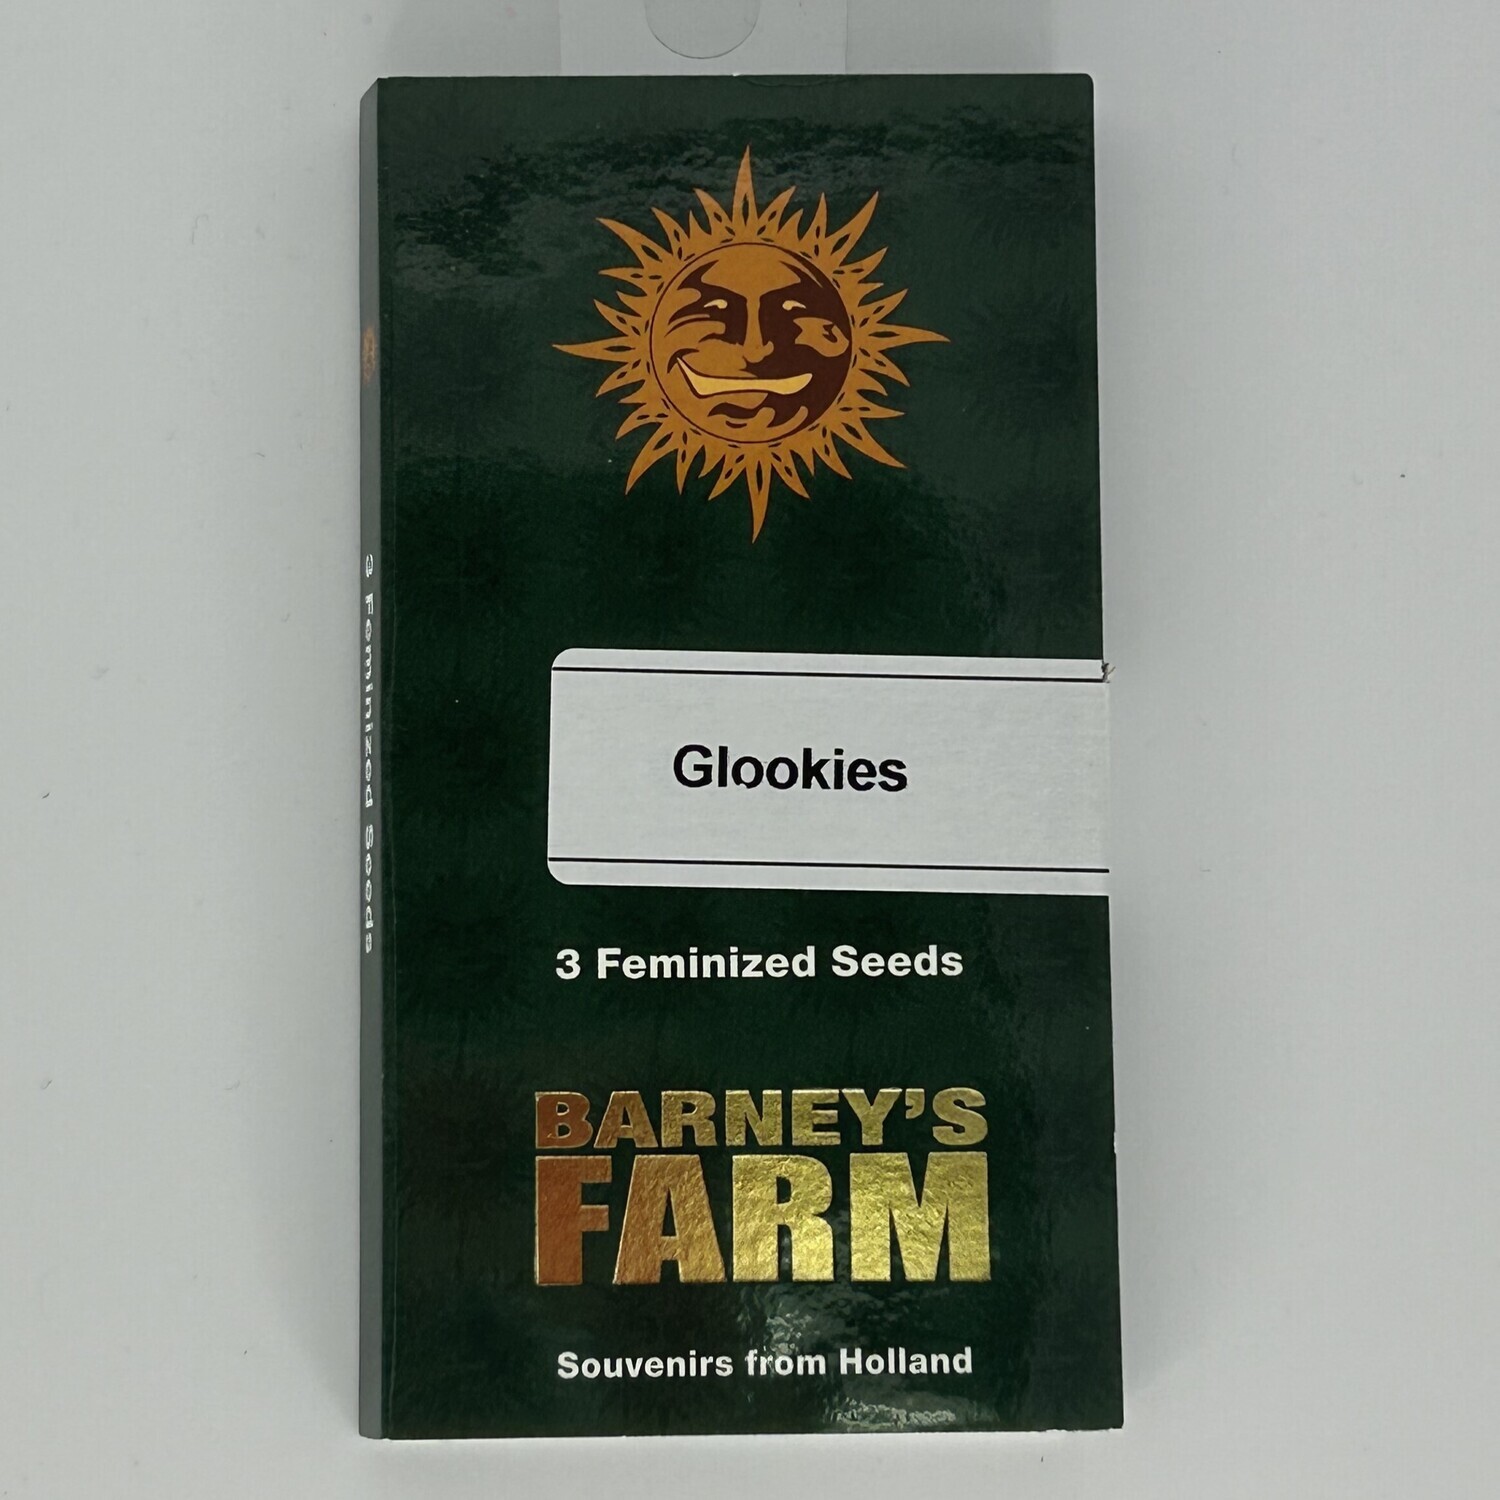 Glookies
3 Feminized Seeds
BARNEY'S
FARM
Souvenirs from Holland
3 Feminized Seeds